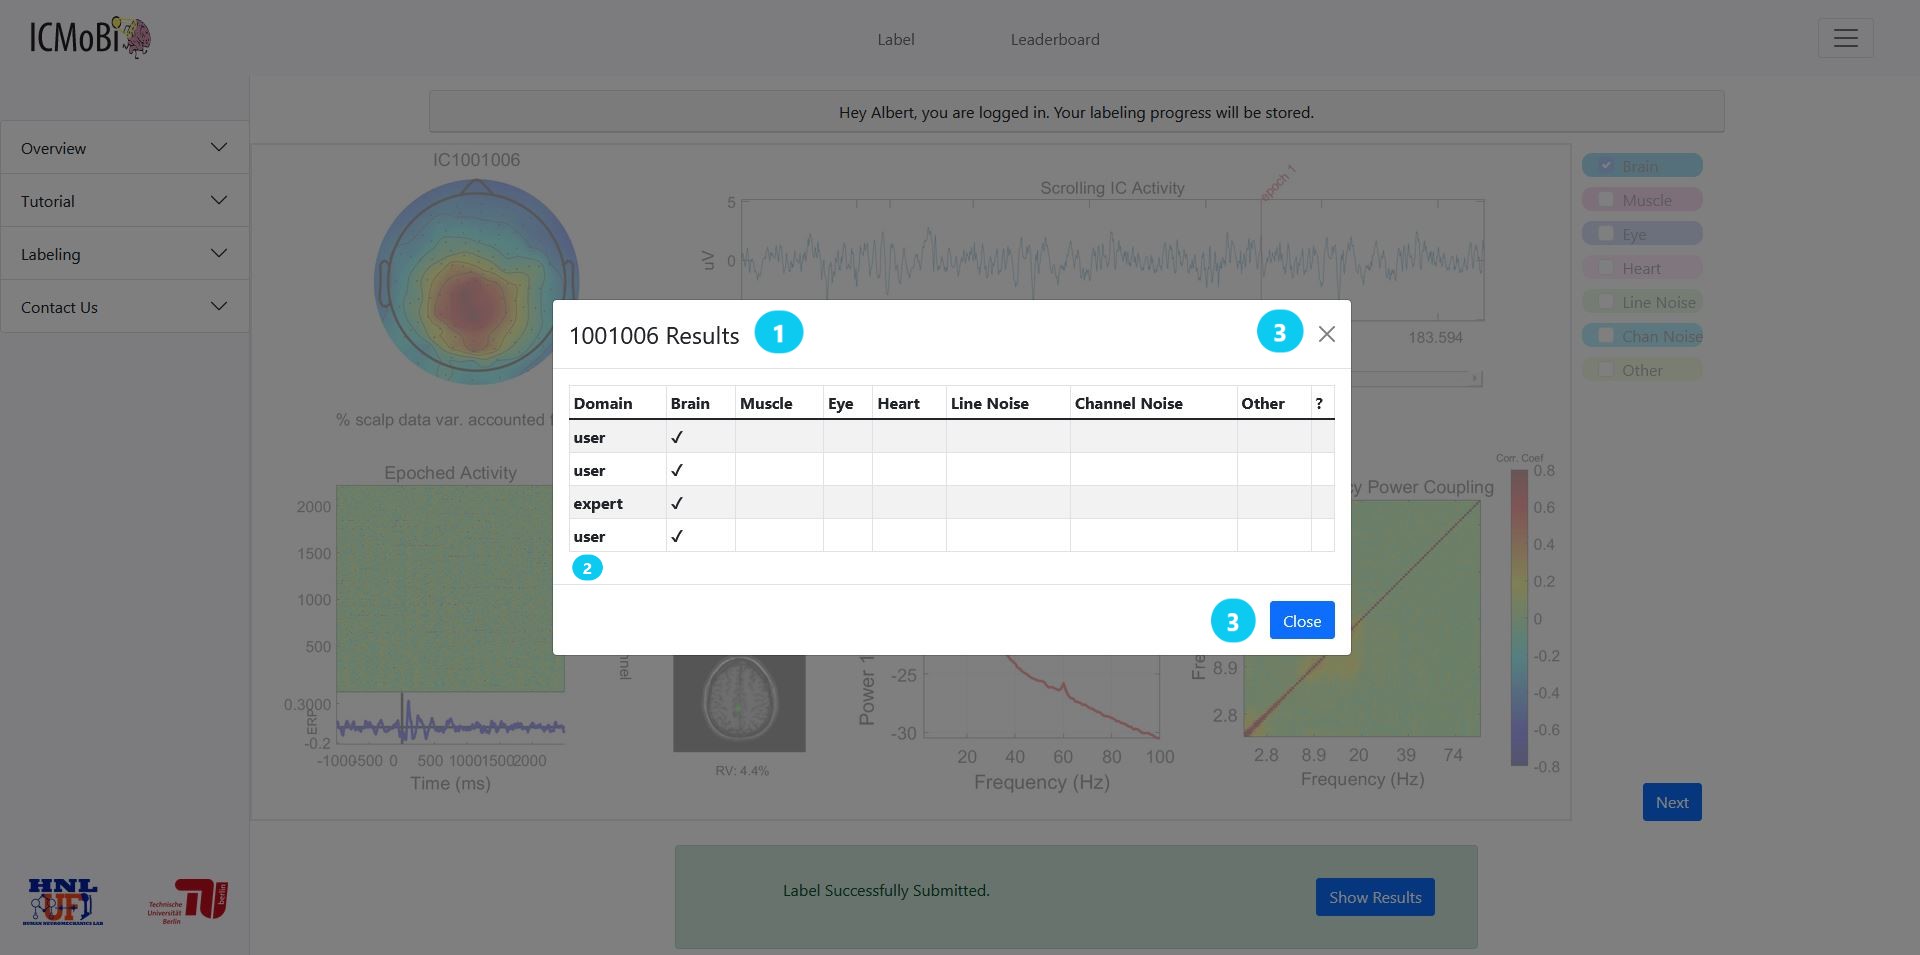 ICMoBi
Label
Leaderboard
Hey Albert, you are logged in. Your labeling progress will be stored.
Overview
Tutorial
Labeling
Contact Us
IC1001006
% scalp data var. accounted
Scrolling IC Activity
epoch 1
5
uV
0
183.594
Brain
Muscle
Eye
Heart
Line Noise
Chan Noise
Other
1001006 Results
1
3
Domain Brain Muscle Eye Heart Line Noise Channel Noise Other ?
user ✓
user ✓
expert ✓
user ✓
2
3
Close
Epoched Activity
2000
1500
1000
500
0.3000
ERP
-0.2
-1000-500 0 500 100015002000
Time (ms)
RV: 4.4%
Power 1
-25
-30
20 40 60 80 100
Frequency (Hz)
cy Power Coupling
8.9
2.8
2.8 8.9 20 39 74
Frequency (Hz)
Corr. Coef
0.8
0.6
0.4
0.2
0
-0.2
-0.4
-0.6
-0.8
Next
Label Successfully Submitted.
Show Results
HNL
UF
HUMAN NEUROMECHANICS LAB
Technische
Universität
Berlin
berlin